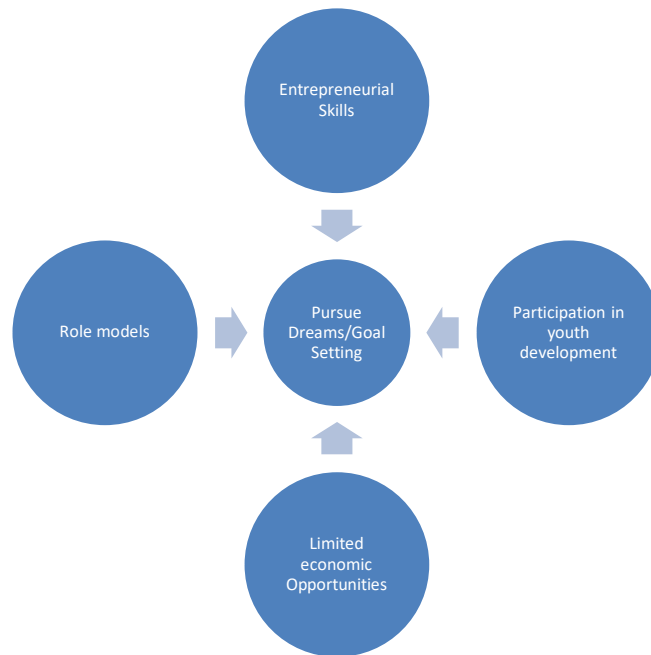 Entrepreneurial
Skills
Role models
Pursue
Dreams/Goal
Setting
Participation in
youth
development
Limited
economic
Opportunities